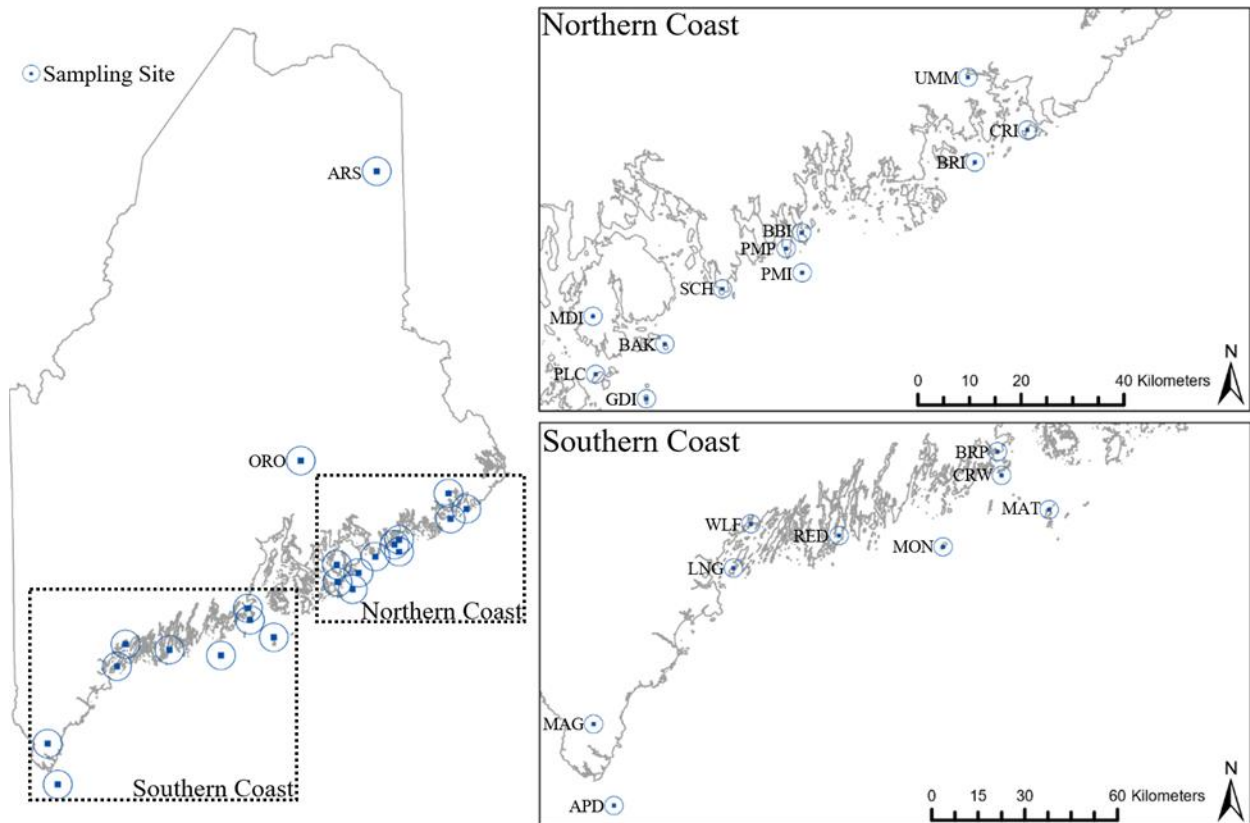 Sampling Site
ARS
ORO
Northern Coast
Southern Coast
Northern Coast
UMM
CRI
BRI
BBI
PMP
PMI
SCH
MDI
BAK
PLC
GDI
N
0 10 20 40 Kilometers
Southern Coast
BRP
CRW
MAT
WLF
RED
MON
LNG
MAG
APD
N
0 15 30 60 Kilometers